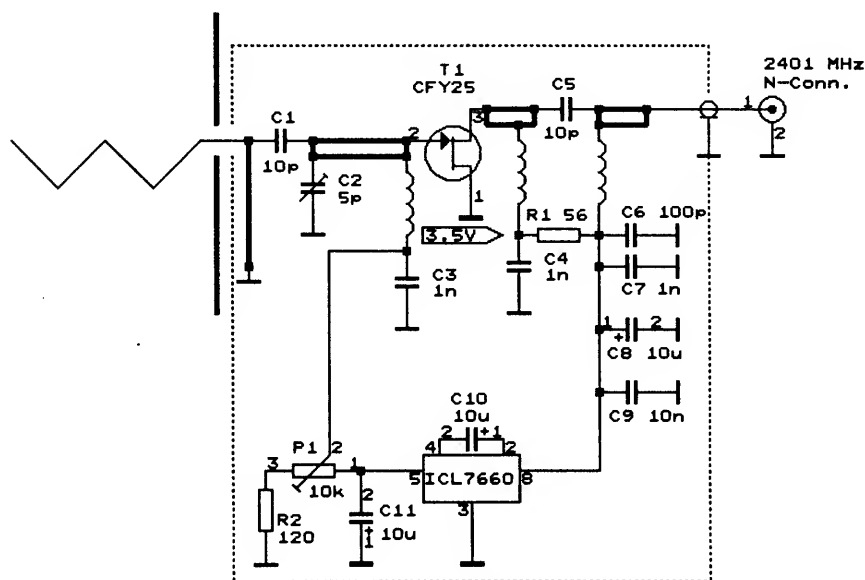 T1
CFY25
C5
2401 MHz
N-Conn.
1
2
C1
10p
2
3
10p
C2
5p
1
3.5V
R1 56
C6 100p
C3
1n
C4
1n
C7 1n
1 2
+
C8 10u
C10
10u
C9 10n
2 + 1
4 2
P1 2
3 1
10k
5 ICL7660 8
3
2
R2
120
C11
10u
+
1